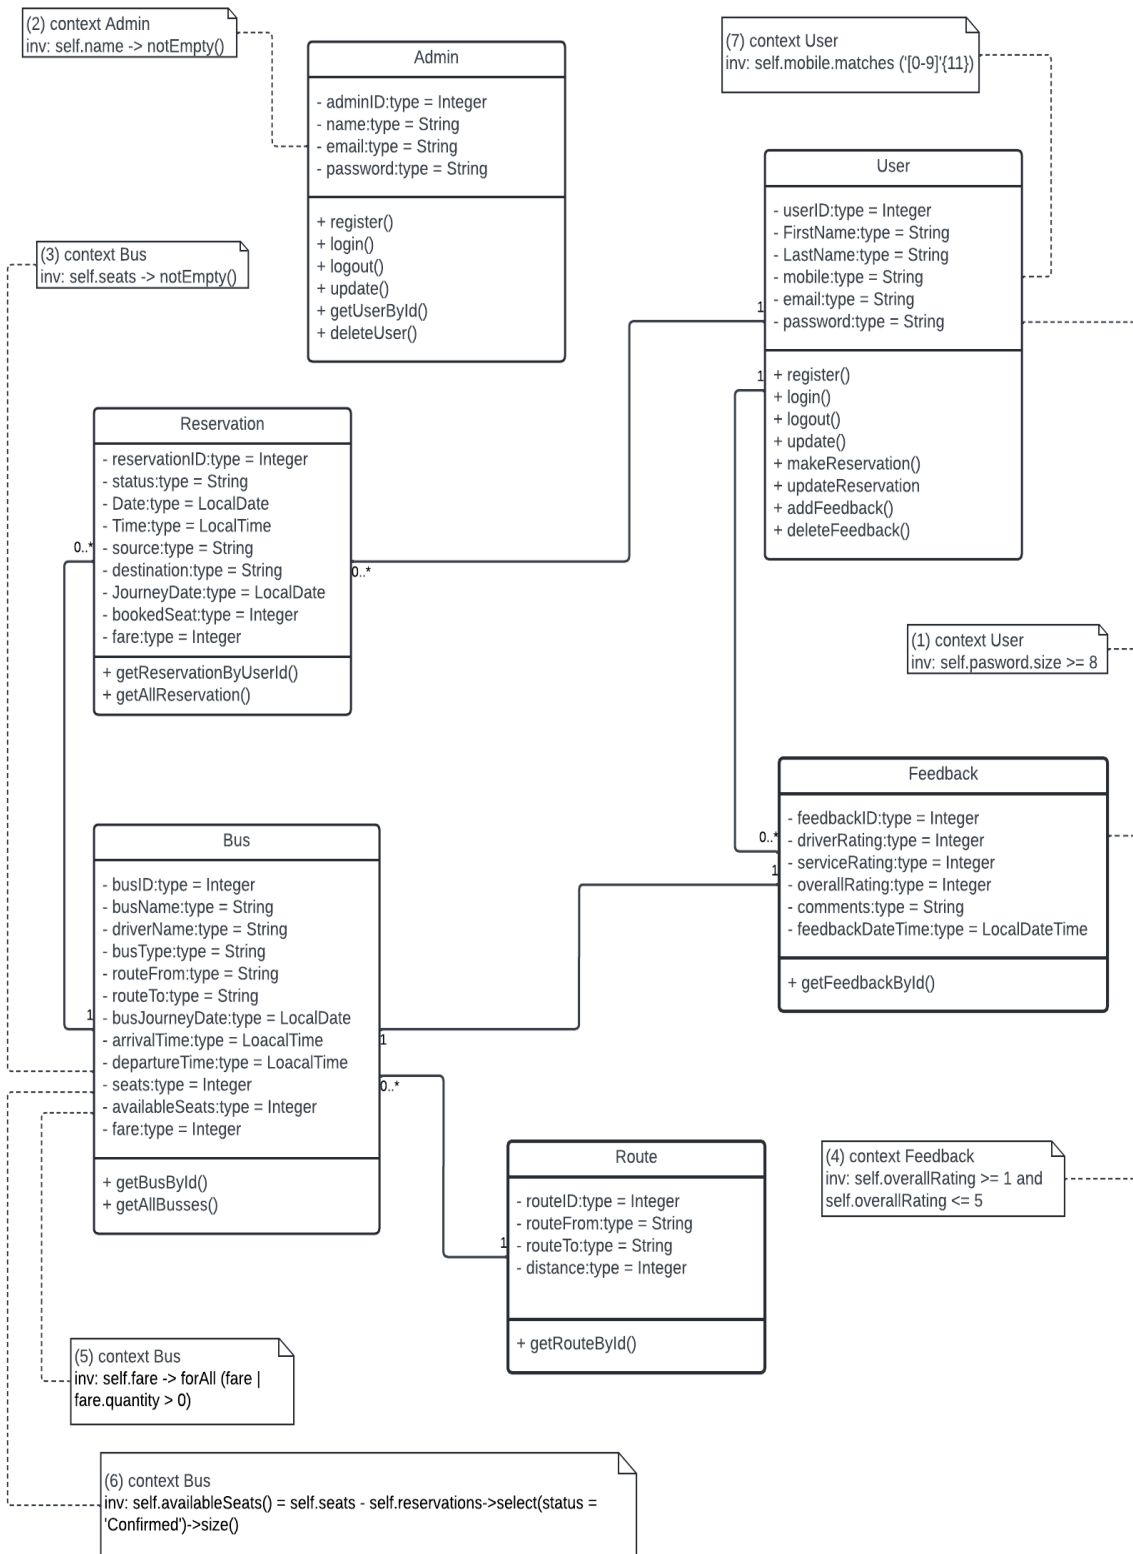 (2) context Admin
inv: self.name -> notEmpty()
Admin
- adminID:type = Integer
- name:type = String
- email:type = String
- password:type = String
+ register()
+ login()
+ logout()
+ update()
+ getUserById()
+ deleteUser()
(7) context User
inv: self.mobile.matches ('[0-9]'{11})
User
- userID:type = Integer
- FirstName:type = String
- LastName:type = String
- mobile:type = String
- email:type = String
- password:type = String
+ register()
+ login()
+ logout()
+ update()
+ makeReservation()
+ updateReservation
+ addFeedback()
+ deleteFeedback()
1
1
(3) context Bus
inv: self.seats -> notEmpty()
Reservation
- reservationID:type = Integer
- status:type = String
- Date:type = LocalDate
- Time:type = LocalTime
- source:type = String
- destination:type = String
- JourneyDate:type = LocalDate
- bookedSeat:type = Integer
- fare:type = Integer
+ getReservationByUserId()
+ getAllReservation()
0..*
0..*
(1) context User
inv: self.pasword.size >= 8
Feedback
- feedbackID:type = Integer
- driverRating:type = Integer
- serviceRating:type = Integer
- overallRating:type = Integer
- comments:type = String
- feedbackDateTime:type = LocalDateTime
+ getFeedbackById()
0..*
1
Bus
- busID:type = Integer
- busName:type = String
- driverName:type = String
- busType:type = String
- routeFrom:type = String
- routeTo:type = String
- busJourneyDate:type = LocalDate
- arrivalTime:type = LoacalTime
- departureTime:type = LoacalTime
- seats:type = Integer
- availableSeats:type = Integer
- fare:type = Integer
+ getBusById()
+ getAllBusses()
1
1
0..*
Route
- routeID:type = Integer
- routeFrom:type = String
- routeTo:type = String
- distance:type = Integer
+ getRouteById()
1
(4) context Feedback
inv: self.overallRating >= 1 and
self.overallRating <= 5
(5) context Bus
inv: self.fare -> forAll (fare |
fare.quantity > 0)
(6) context Bus
inv: self.availableSeats() = self.seats - self.reservations->select(status =
'Confirmed')->size()